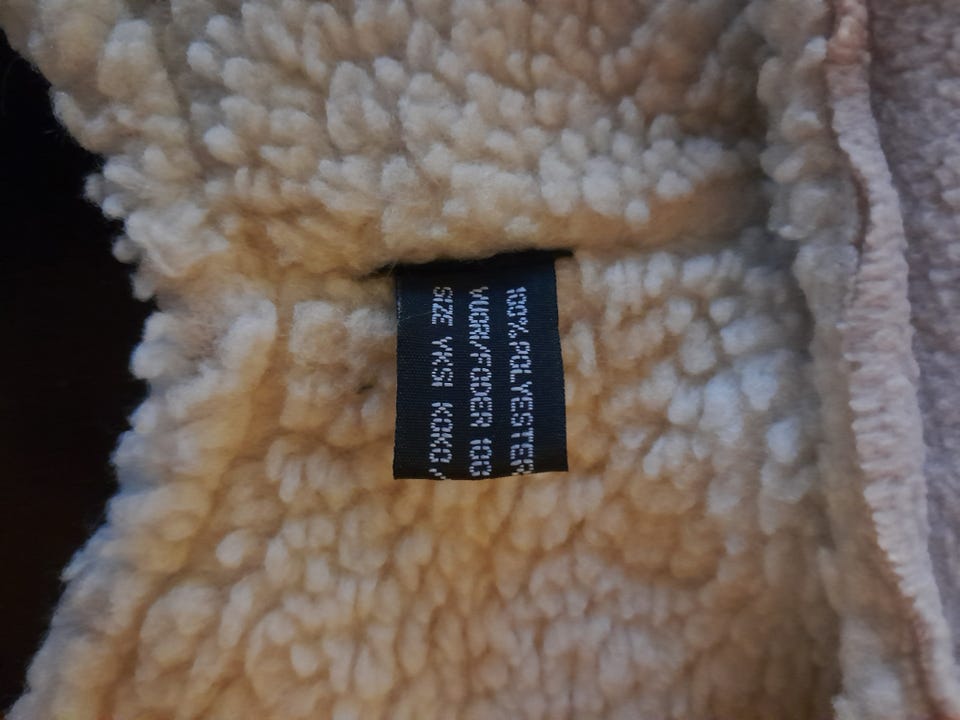 100%.POLYESTER
VUORI/FODER 100
SIZE YKSI KOKO.